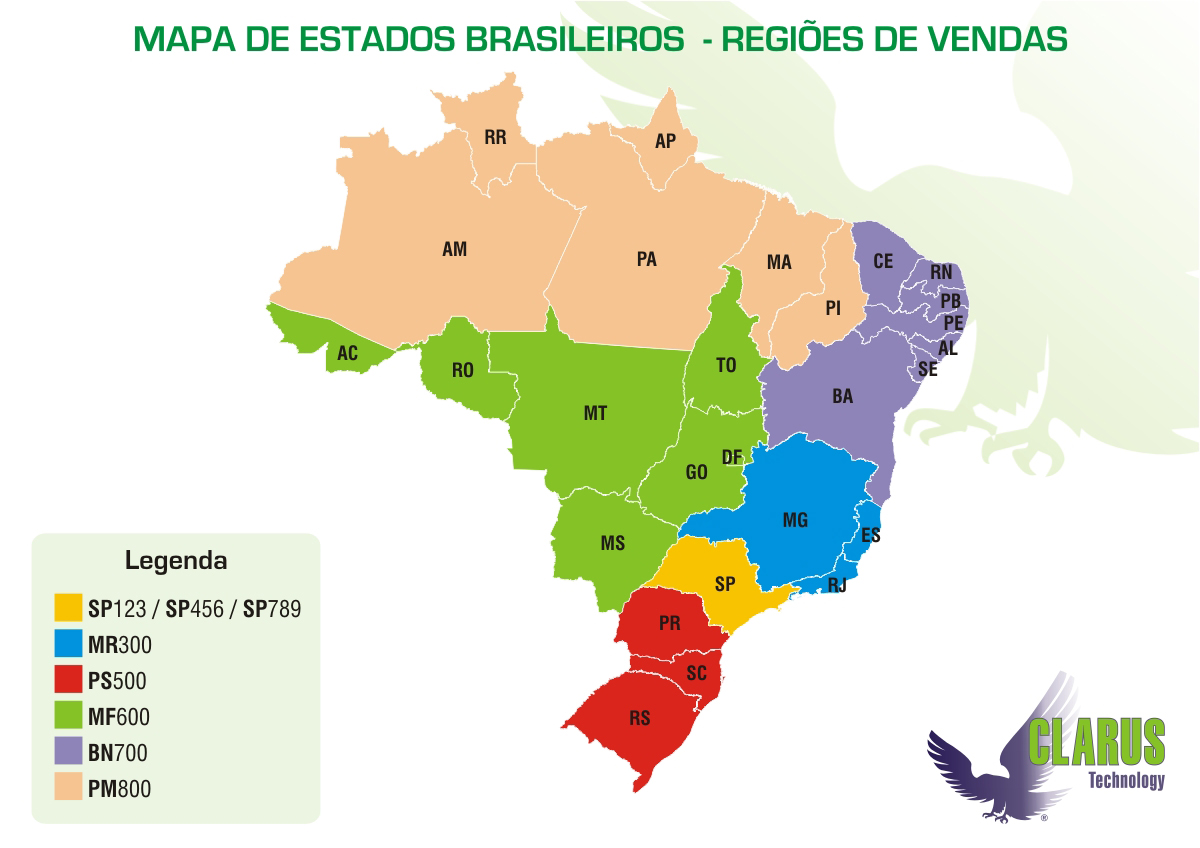 MAPA DE ESTADOS BRASILEIROS - REGIÕES DE VENDAS
RR
AP
AM
PA
MA
CE
RN
PI
PB
PE
AL
SE
AC
RO
TO
BA
MT
DF
GO
MG
ES
MS
SP
RJ
PR
SC
RS
Legenda
SP123 / SP456 / SP789
MR300
PS500
MF600
BN700
PM800
CLARUS
Technology
®